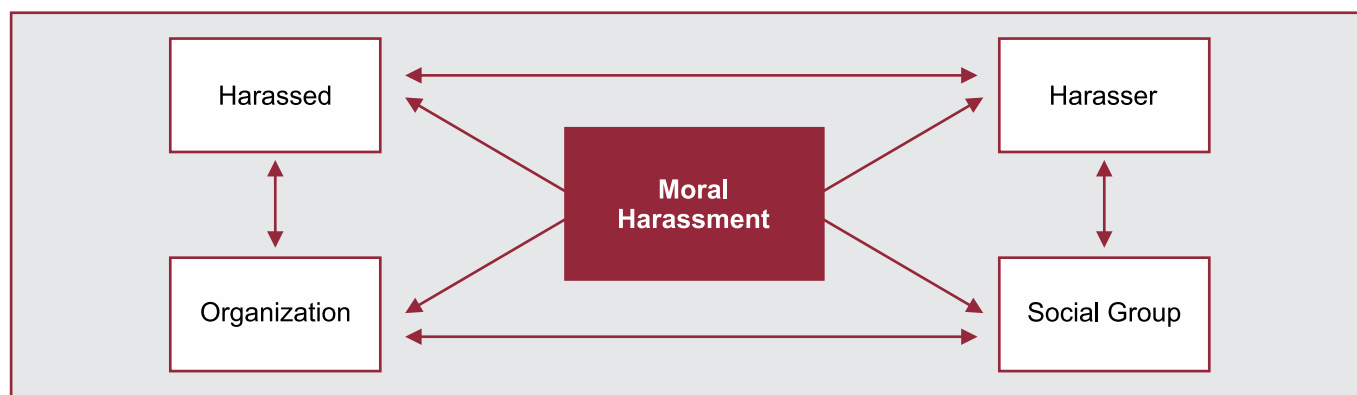 Harassed
Harasser
Moral
Harassment
Organization
Social Group